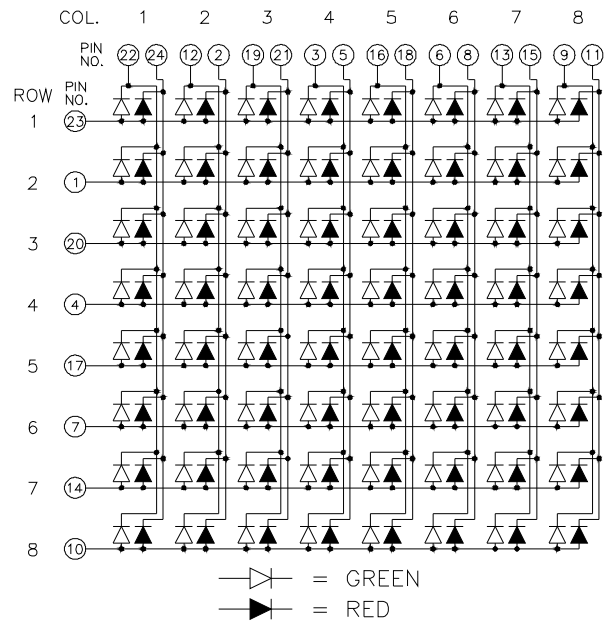 COL. 1 2 3 4 5 6 7 8
PIN NO. 22 24 12 2 19 21 3 5 16 18 6 8 13 15 9 11
ROW PIN NO.
1 23
2 1
3 20
4 4
5 17
6 7
7 14
8 10
= GREEN
= RED